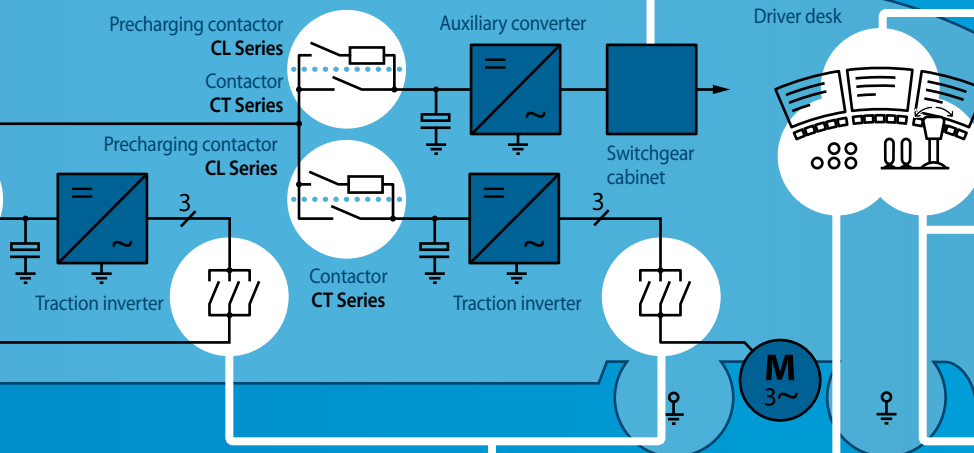 Precharging contactor
CL Series
Contactor
CT Series
Auxiliary converter
Driver desk
Precharging contactor
CL Series
Switchgear
cabinet
3
3
Contactor
CT Series
Traction inverter
Traction inverter
M
3~